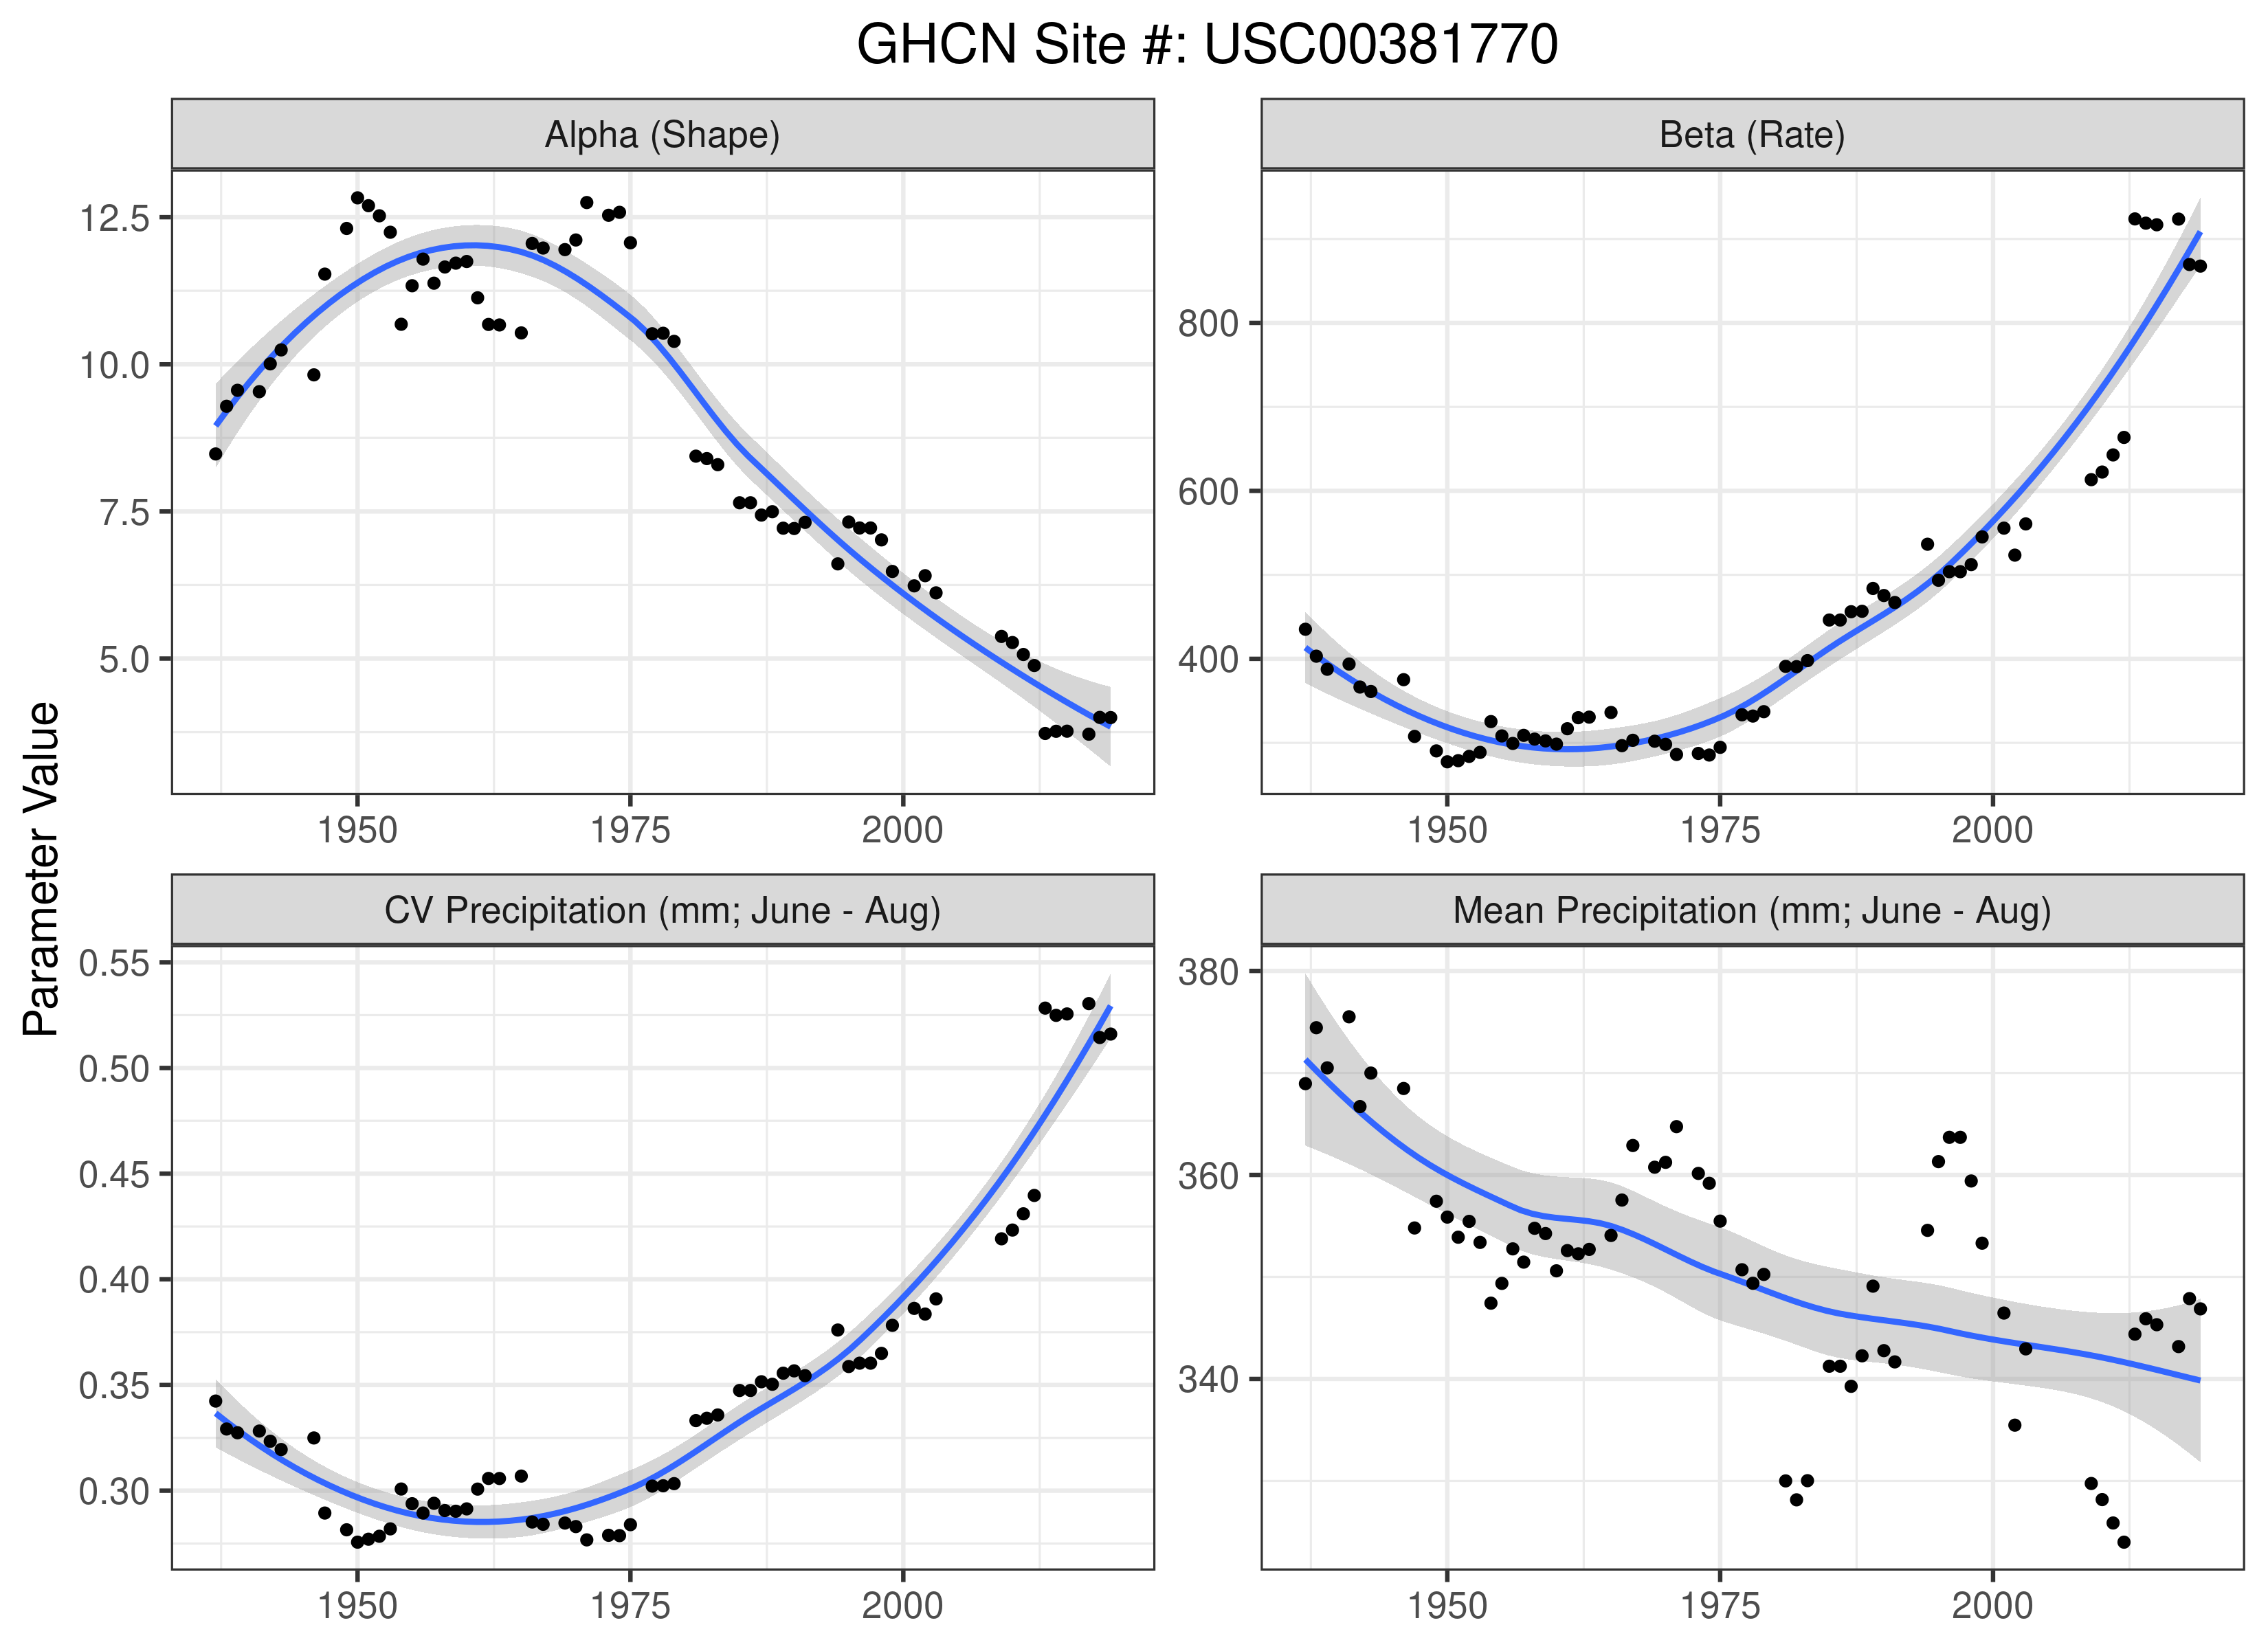 GHCN Site #: USC00381770
Parameter Value
Alpha (Shape)
12.5
10.0
7.5
5.0
1950 1975 2000
Beta (Rate)
800
600
400
1950 1975 2000
CV Precipitation (mm; June - Aug)
0.55
0.50
0.45
0.40
0.35
0.30
1950 1975 2000
Mean Precipitation (mm; June - Aug)
380
360
340
1950 1975 2000